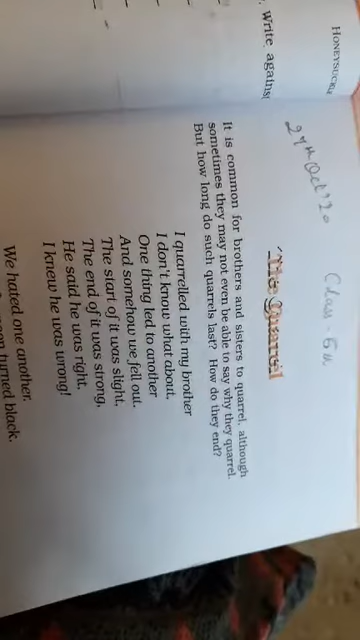 HONEYSUCKLE
Write against
27th Oct'20
Class - 6th
The Quarrel
It is common for brothers and sisters to quarrel, although
sometimes they may not even be able to say why they quarrel.
But how long do such quarrels last? How do they end?
I quarrelled with my brother
I don't know what about,
One thing led to another
And somehow we fell out.
The start of it was slight,
The end of it was strong,
He said he was right,
I knew he was wrong!
We hated one another.
turned black.